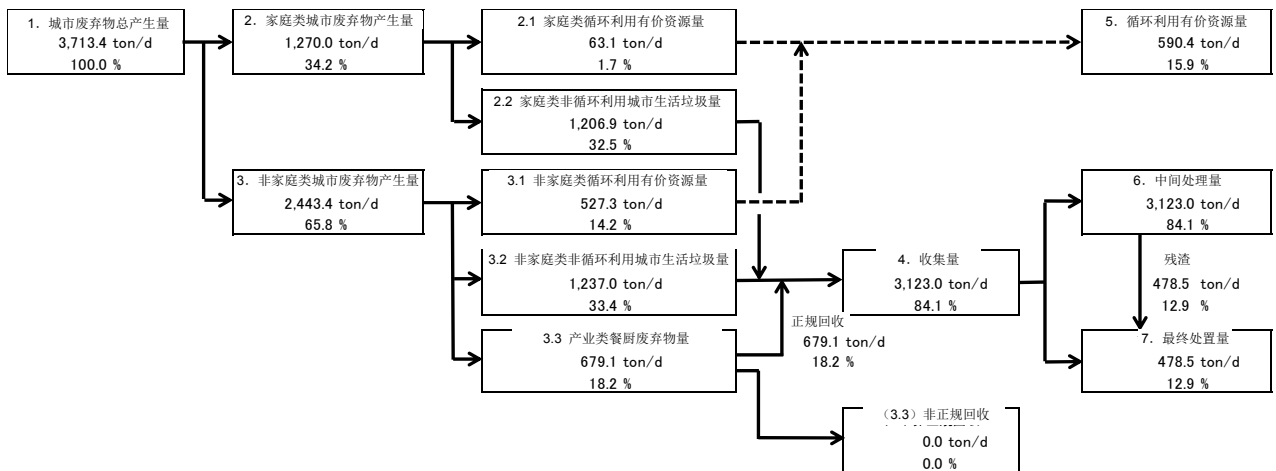 1. 城市废弃物总产生量
3,713.4 ton/d
100.0 %
2. 家庭类城市废弃物产生量
1,270.0 ton/d
34.2 %
2.1 家庭类循环利用有价资源量
63.1 ton/d
1.7 %
5. 循环利用有价资源量
590.4 ton/d
15.9 %
2.2 家庭类非循环利用城市生活垃圾量
1,206.9 ton/d
32.5 %
3. 非家庭类城市废弃物产生量
2,443.4 ton/d
65.8 %
3.1 非家庭类循环利用有价资源量
527.3 ton/d
14.2 %
6. 中间处理量
3,123.0 ton/d
84.1 %
3.2 非家庭类非循环利用城市生活垃圾量
1,237.0 ton/d
33.4 %
4. 收集量
3,123.0 ton/d
84.1 %
残渣
478.5 ton/d
12.9 %
正规回收
679.1 ton/d
18.2 %
3.3 产业类餐厨废弃物量
679.1 ton/d
18.2 %
7. 最终处置量
478.5 ton/d
12.9 %
(3.3) 非正规回收
0.0 ton/d
0.0 %